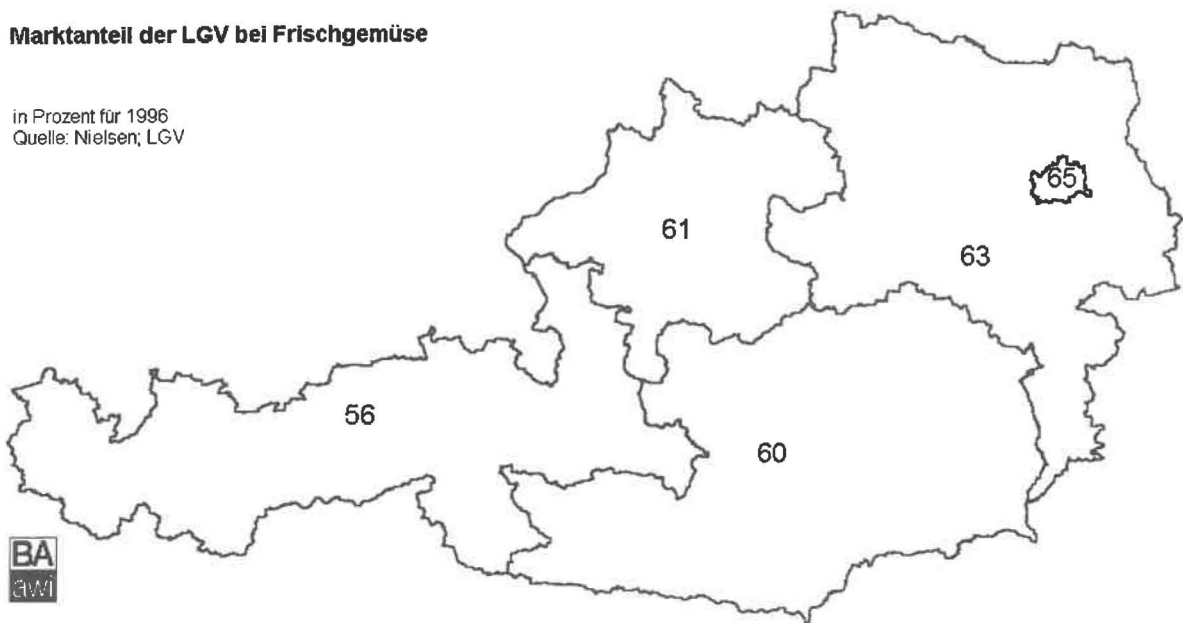 Marktanteil der LGV bei Frischgemüse
in Prozent für 1996
Quelle: Nielsen; LGV
65
61
63
56
60
BA
awi